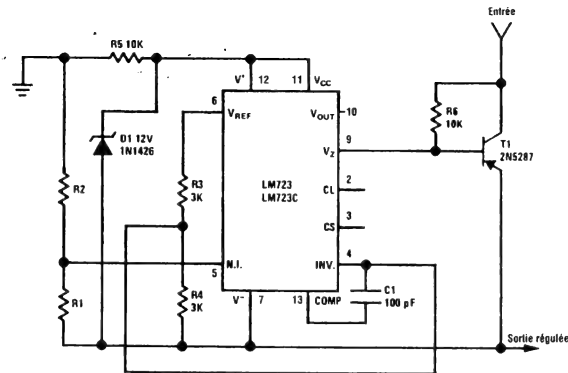 Entrée
R5 10K
V+
12
11
VCC
6
VREF
VOUT
10
R6
10K
D1 12V
1N1426
9
VZ
T1
2N5287
R3
3K
LM723
LM723C
2
CL
R2
3
CS
4
INV.
N.I.
5
R1
R4
3K
C1
100 pF
V−
7
13
COMP
Sortie régulée